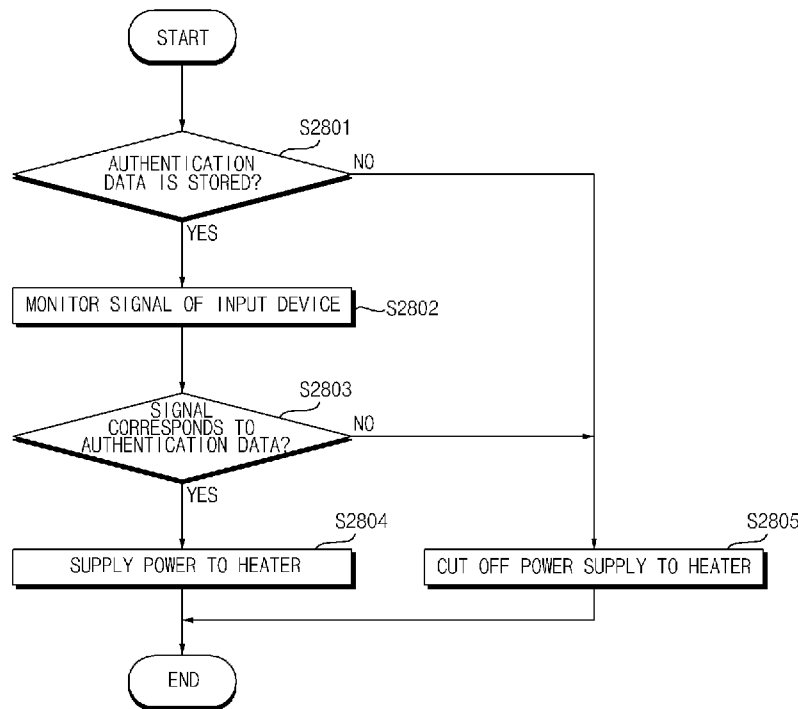 START
S2801
AUTHENTICATION
DATA IS STORED?
NO
YES
MONITOR SIGNAL OF INPUT DEVICE
S2802
S2803
SIGNAL
CORRESPONDS TO
AUTHENTICATION DATA?
NO
YES
S2804
SUPPLY POWER TO HEATER
S2805
CUT OFF POWER SUPPLY TO HEATER
END